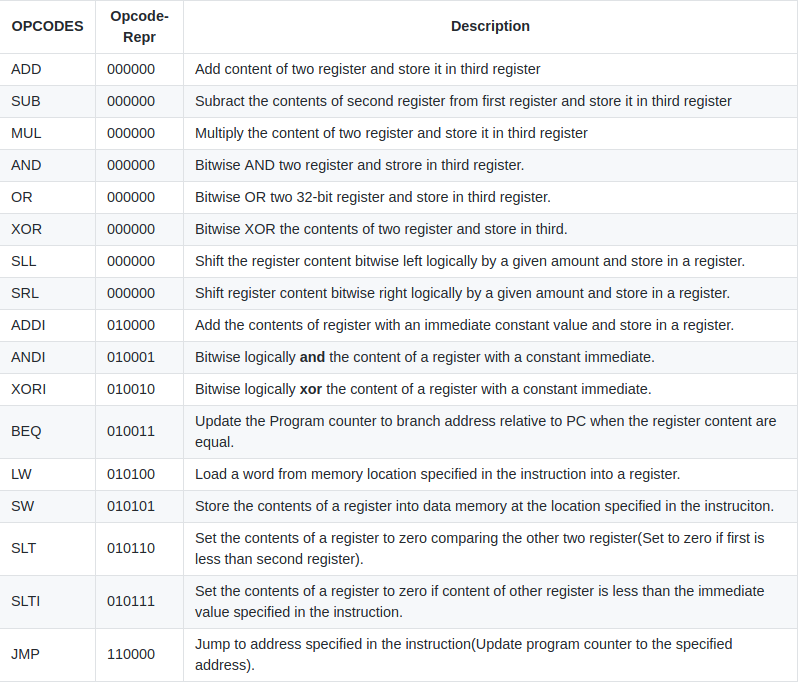 OPCODES Opcode-Repr Description
ADD 000000 Add content of two register and store it in third register
SUB 000000 Subract the contents of second register from first register and store it in third register
MUL 000000 Multiply the content of two register and store it in third register
AND 000000 Bitwise AND two register and strore in third register.
OR 000000 Bitwise OR two 32-bit register and store in third register.
XOR 000000 Bitwise XOR the contents of two register and store in third.
SLL 000000 Shift the register content bitwise left logically by a given amount and store in a register.
SRL 000000 Shift register content bitwise right logically by a given amount and store in a register.
ADDI 010000 Add the contents of register with an immediate constant value and store in a register.
ANDI 010001 Bitwise logically and the content of a register with a constant immediate.
XORI 010010 Bitwise logically xor the content of a register with a constant immediate.
BEQ 010011 Update the Program counter to branch address relative to PC when the register content are
equal.
LW 010100 Load a word from memory location specified in the instruction into a register.
SW 010101 Store the contents of a register into data memory at the location specified in the instruciton.
SLT 010110 Set the contents of a register to zero comparing the other two register(Set to zero if first is
less than second register).
SLTI 010111 Set the contents of a register to zero if content of other register is less than the immediate
value specified in the instruction.
JMP 110000 Jump to address specified in the instruction(Update program counter to the specified
address).